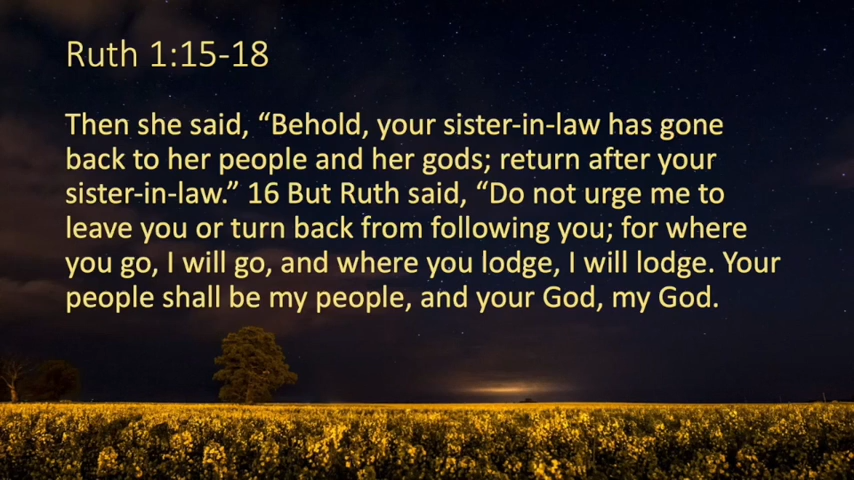 Ruth 1:15-18
Then she said, “Behold, your sister-in-law has gone
back to her people and her gods; return after your
sister-in-law.” 16 But Ruth said, “Do not urge me to
leave you or turn back from following you; for where
you go, I will go, and where you lodge, I will lodge. Your
people shall be my people, and your God, my God.